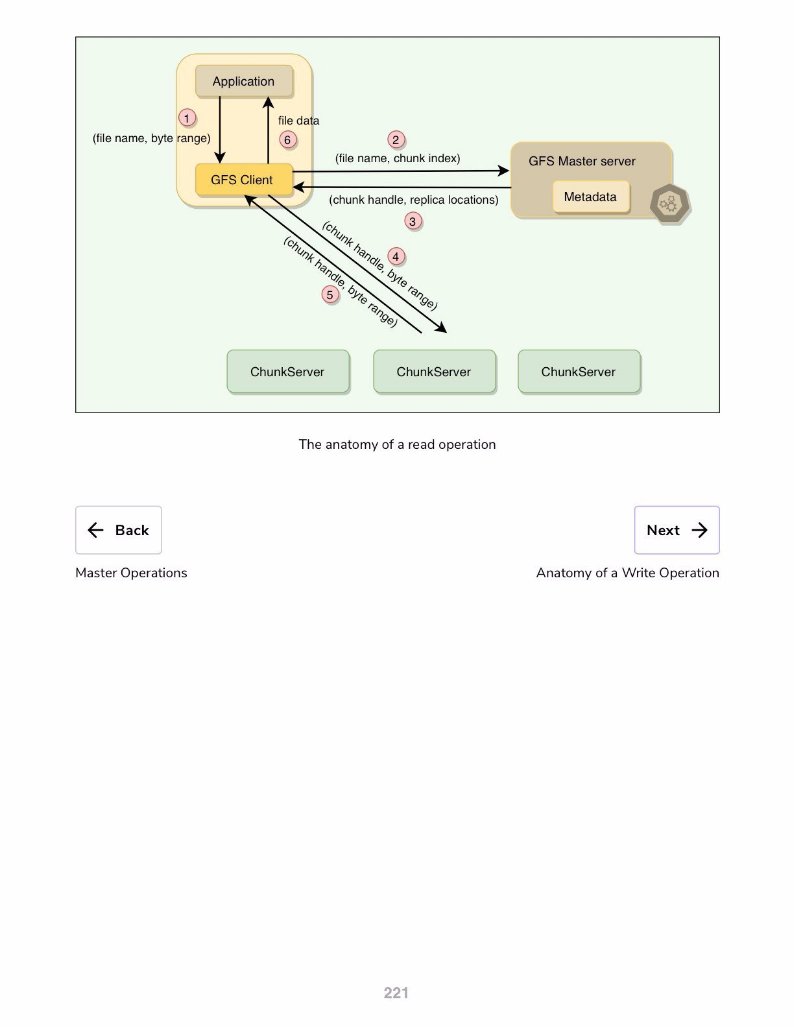 Application
1
file data
(file name, byte range)
6
2
(file name, chunk index)
GFS Master server
GFS Client
Metadata
(chunk handle, replica locations)
3
(chunk handle, byte range)
4
(chunk handle, byte range)
5
ChunkServer
ChunkServer
ChunkServer
The anatomy of a read operation
← Back
Next →
Master Operations
Anatomy of a Write Operation
221